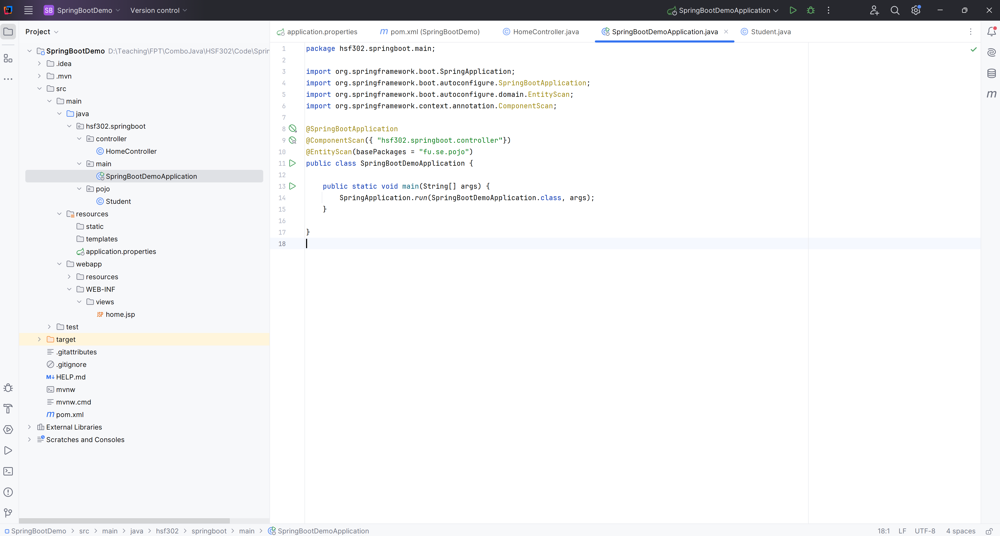 SB SpringBootDemo Version control SpringBootDemoApplication
Project
SpringBootDemo D:\Teaching\FPT\ComboJava\HSF302\Code\Sprin
.idea
.mvn
src
main
java
hsf302.springboot
controller
HomeController
main
SpringBootDemoApplication
pojo
Student
resources
static
templates
application.properties
webapp
resources
WEB-INF
views
JSP home.jsp
test
target
.gitattributes
.gitignore
M↓ HELP.md
mvnw
mvnw.cmd
m pom.xml
External Libraries
Scratches and Consoles
application.properties m pom.xml (SpringBootDemo) HomeController.java SpringBootDemoApplication.java Student.java
1 package hsf302.springboot.main;
2
3 import org.springframework.boot.SpringApplication;
4 import org.springframework.boot.autoconfigure.SpringBootApplication;
5 import org.springframework.boot.autoconfigure.domain.EntityScan;
6 import org.springframework.context.annotation.ComponentScan;
7
8 @SpringBootApplication
9 @ComponentScan({ "hsf302.springboot.controller"})
10 @EntityScan(basePackages = "fu.se.pojo")
11 public class SpringBootDemoApplication {
12
13 public static void main(String[] args) {
14 SpringApplication.run(SpringBootDemoApplication.class, args);
15 }
16
17 }
18
m
SpringBootDemo > src > main > java > hsf302 > springboot > main > SpringBootDemoApplication
18:1 LF UTF-8 4 spaces